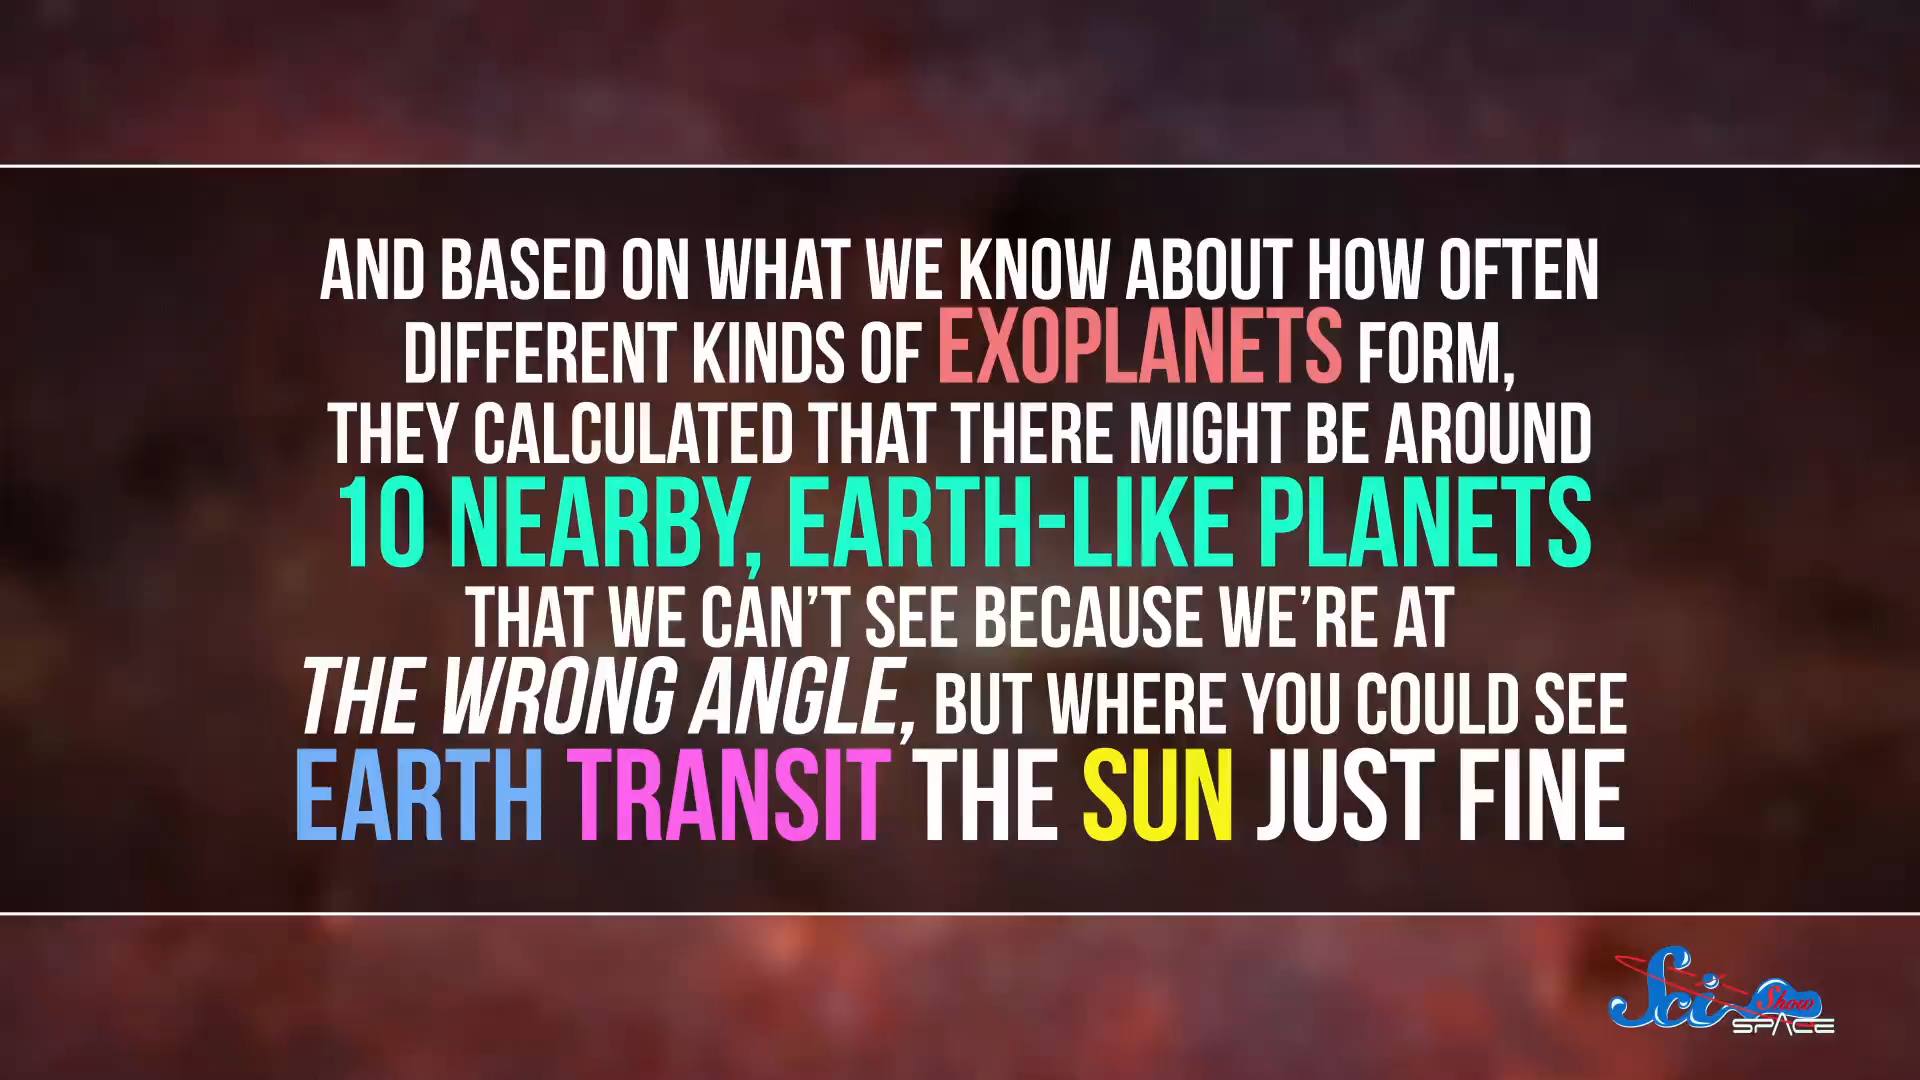 AND BASED ON WHAT WE KNOW ABOUT HOW OFTEN
DIFFERENT KINDS OF EXOPLANETS FORM,
THEY CALCULATED THAT THERE MIGHT BE AROUND
10 NEARBY, EARTH-LIKE PLANETS
THAT WE CAN'T SEE BECAUSE WE'RE AT
THE WRONG ANGLE, BUT WHERE YOU COULD SEE
EARTH TRANSIT THE SUN JUST FINE
Sci Show
SPACE